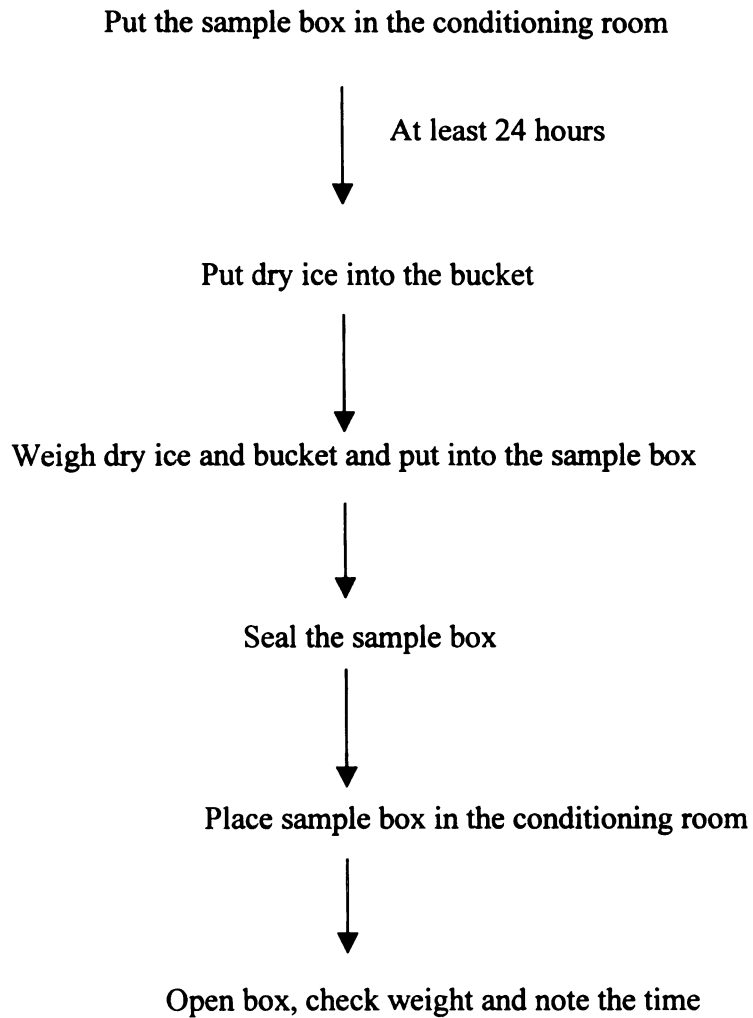 Put the sample box in the conditioning room
At least 24 hours
Put dry ice into the bucket
Weigh dry ice and bucket and put into the sample box
Seal the sample box
Place sample box in the conditioning room
Open box, check weight and note the time